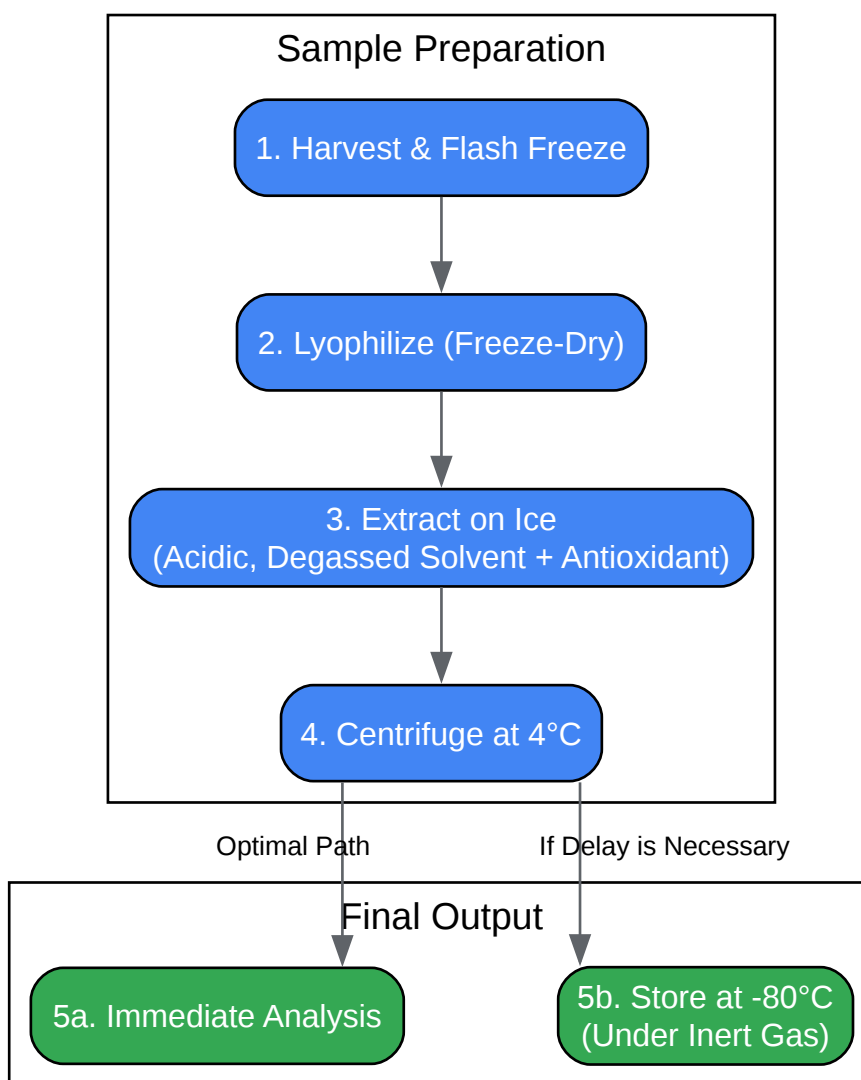 Sample Preparation
1. Harvest & Flash Freeze
2. Lyophilize (Freeze-Dry)
3. Extract on Ice
(Acidic, Degassed Solvent + Antioxidant)
4. Centrifuge at 4°C
Optimal Path
If Delay is Necessary
Final Output
5a. Immediate Analysis
5b. Store at -80°C
(Under Inert Gas)